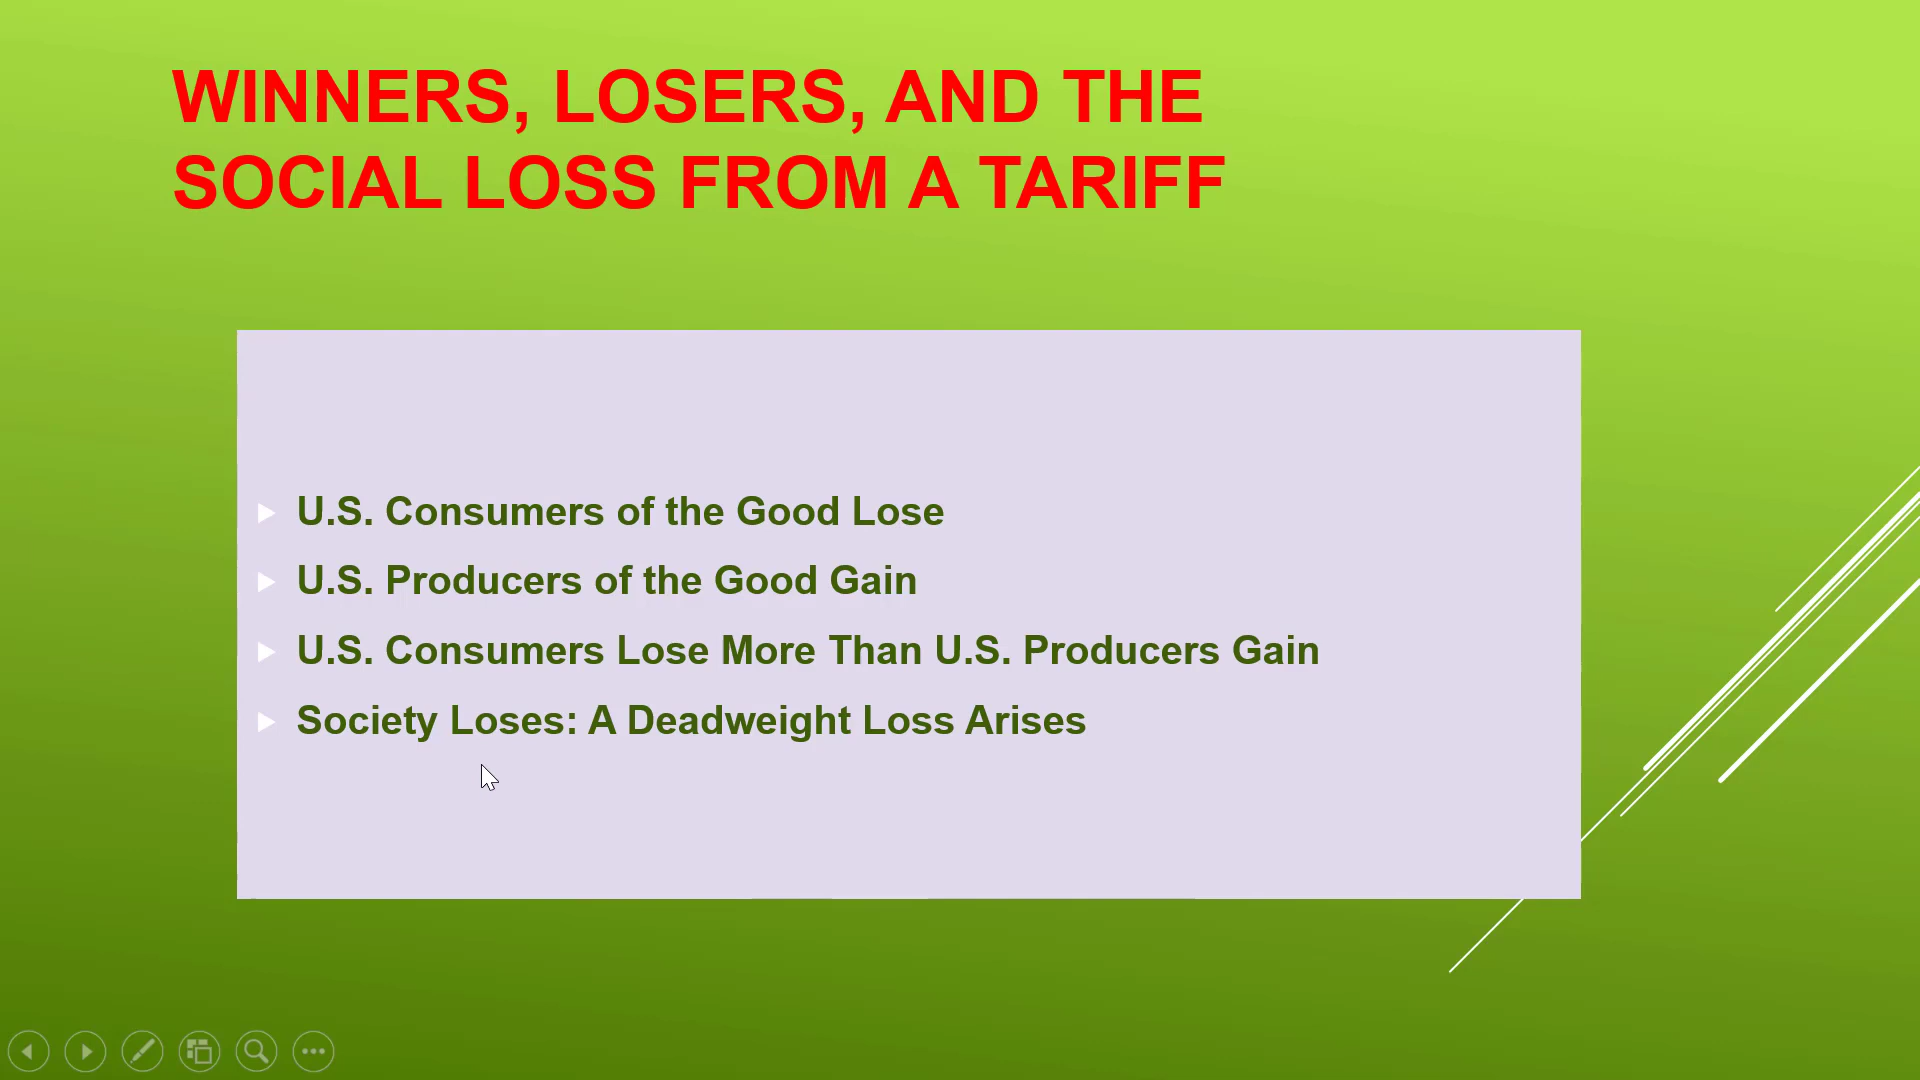 WINNERS, LOSERS, AND THE
SOCIAL LOSS FROM A TARIFF
U.S. Consumers of the Good Lose
U.S. Producers of the Good Gain
U.S. Consumers Lose More Than U.S. Producers Gain
Society Loses: A Deadweight Loss Arises